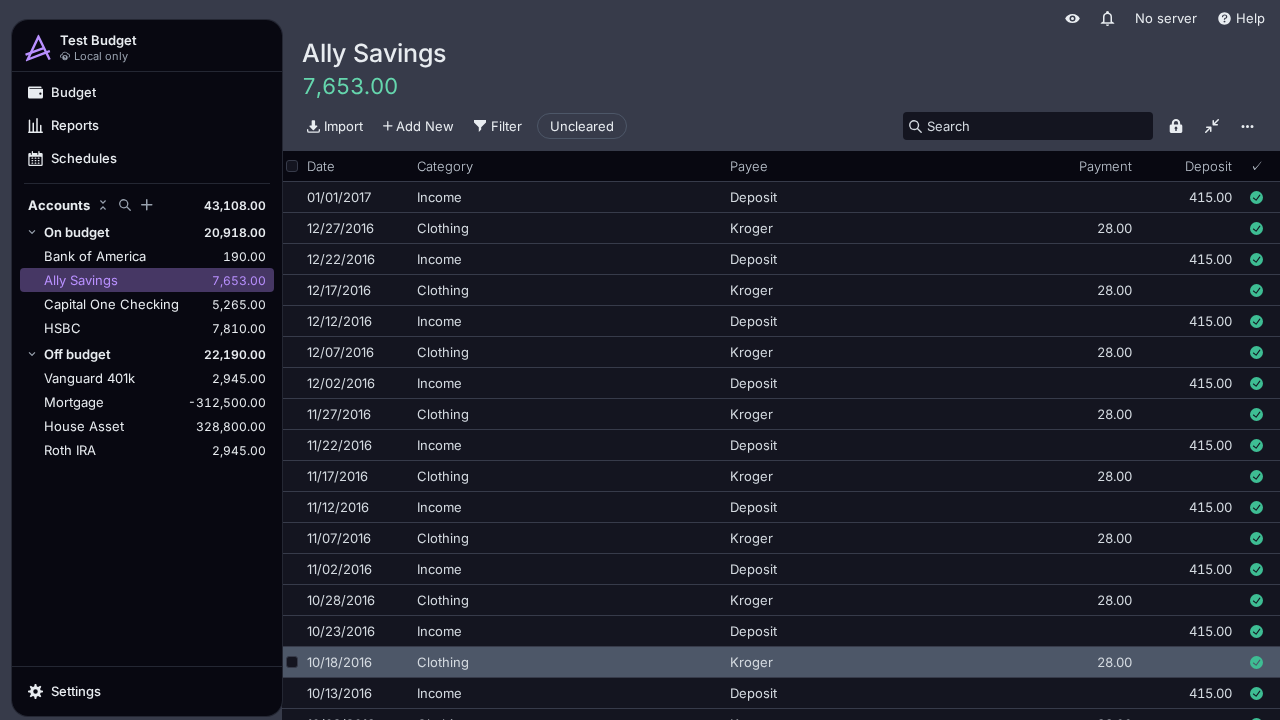 No server
Help
Test Budget
Local only
Budget
Reports
Schedules
Accounts 43,108.00
On budget 20,918.00
Bank of America 190.00
Ally Savings 7,653.00
Capital One Checking 5,265.00
HSBC 7,810.00
Off budget 22,190.00
Vanguard 401k 2,945.00
Mortgage -312,500.00
House Asset 328,800.00
Roth IRA 2,945.00
Settings
Ally Savings
7,653.00
Import Add New Filter Uncleared Search
Date Category Payee Payment Deposit
01/01/2017 Income Deposit 415.00
12/27/2016 Clothing Kroger 28.00
12/22/2016 Income Deposit 415.00
12/17/2016 Clothing Kroger 28.00
12/12/2016 Income Deposit 415.00
12/07/2016 Clothing Kroger 28.00
12/02/2016 Income Deposit 415.00
11/27/2016 Clothing Kroger 28.00
11/22/2016 Income Deposit 415.00
11/17/2016 Clothing Kroger 28.00
11/12/2016 Income Deposit 415.00
11/07/2016 Clothing Kroger 28.00
11/02/2016 Income Deposit 415.00
10/28/2016 Clothing Kroger 28.00
10/23/2016 Income Deposit 415.00
10/18/2016 Clothing Kroger 28.00
10/13/2016 Income Deposit 415.00